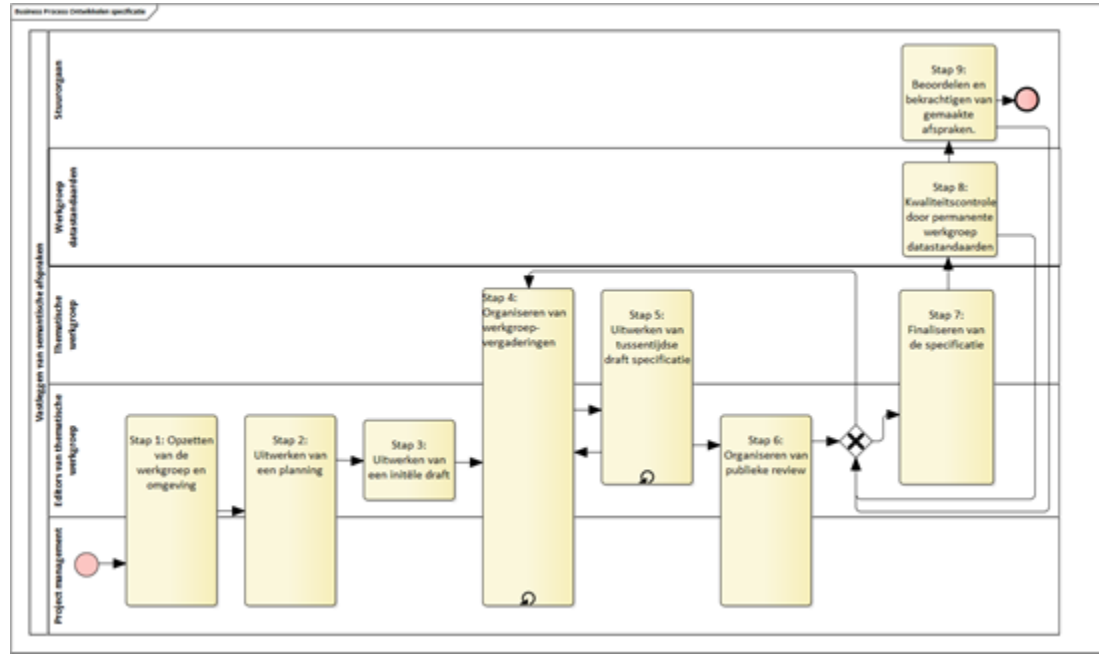 Business Process Ontwikkelen specificatie
Vastleggen van semantische afspraken
Stuurorgaan
Werkgroep
datastandaarden
Thematische
werkgroep
Editors van thematische
werkgroep
Project management
Stap 1: Opzetten
van de
werkgroep en
omgeving
Stap 2:
Uitwerken van
een planning
Stap 3:
Uitwerken van
een initële draft
Stap 4:
Organiseren van
werkgroep-
vergaderingen
Stap 5:
Uitwerken van
tussentijdse
draft specificatie
Stap 6:
Organiseren van
publieke review
Stap 7:
Finaliseren van
de specificatie
Stap 8:
Kwaliteitscontrole
door permanente
werkgroep
datastandaarden
Stap 9:
Beoordelen en
bekrachtigen van
gemaakte
afspraken.